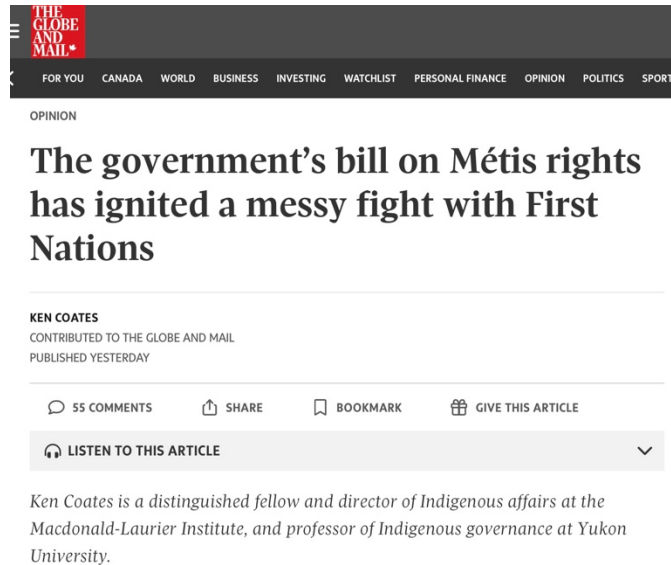 THE
GLOBE
AND
MAIL
FOR YOU CANADA WORLD BUSINESS INVESTING WATCHLIST PERSONAL FINANCE OPINION POLITICS SPORT
OPINION
The government's bill on Métis rights
has ignited a messy fight with First
Nations
KEN COATES
CONTRIBUTED TO THE GLOBE AND MAIL
PUBLISHED YESTERDAY
55 COMMENTS SHARE BOOKMARK GIVE THIS ARTICLE
LISTEN TO THIS ARTICLE
Ken Coates is a distinguished fellow and director of Indigenous affairs at the
Macdonald-Laurier Institute, and professor of Indigenous governance at Yukon
University.